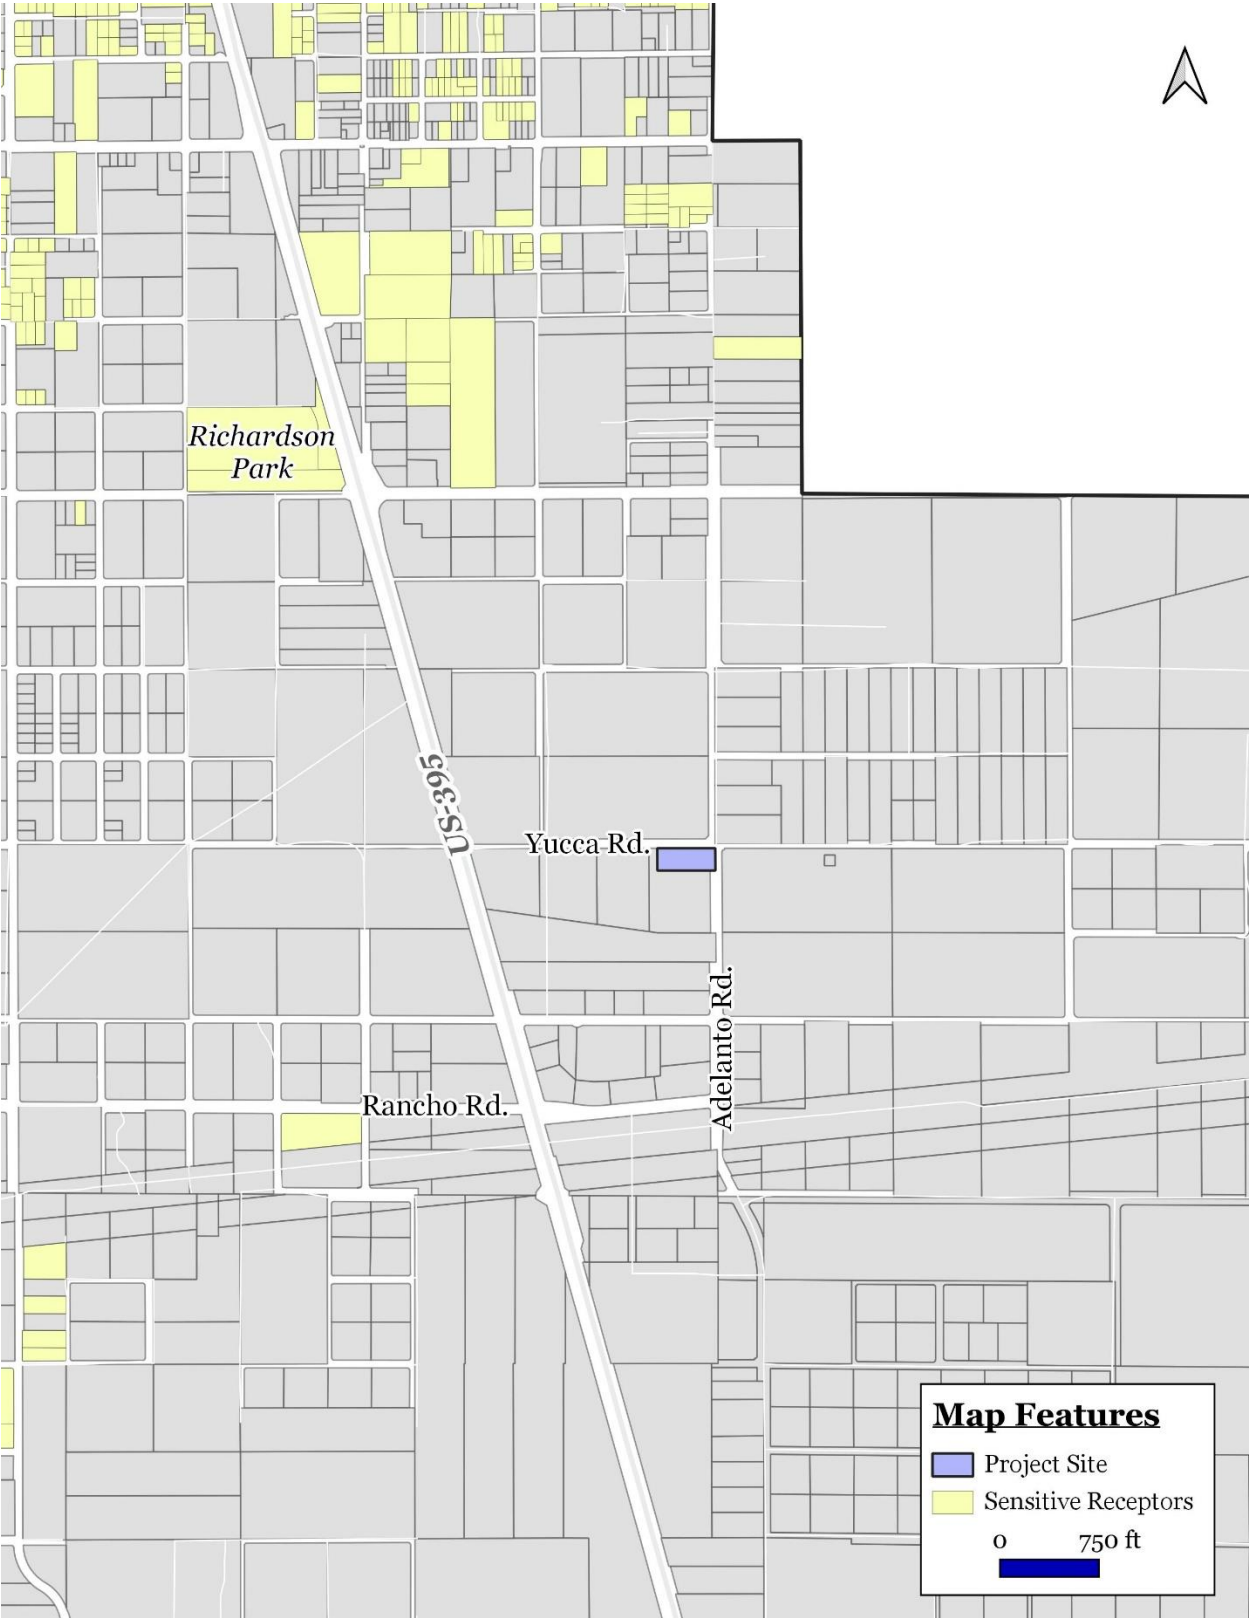 Richardson
Park
US-395
Yucca Rd.
Adelanto Rd.
Rancho Rd.
Map Features
Project Site
Sensitive Receptors
0 750 ft